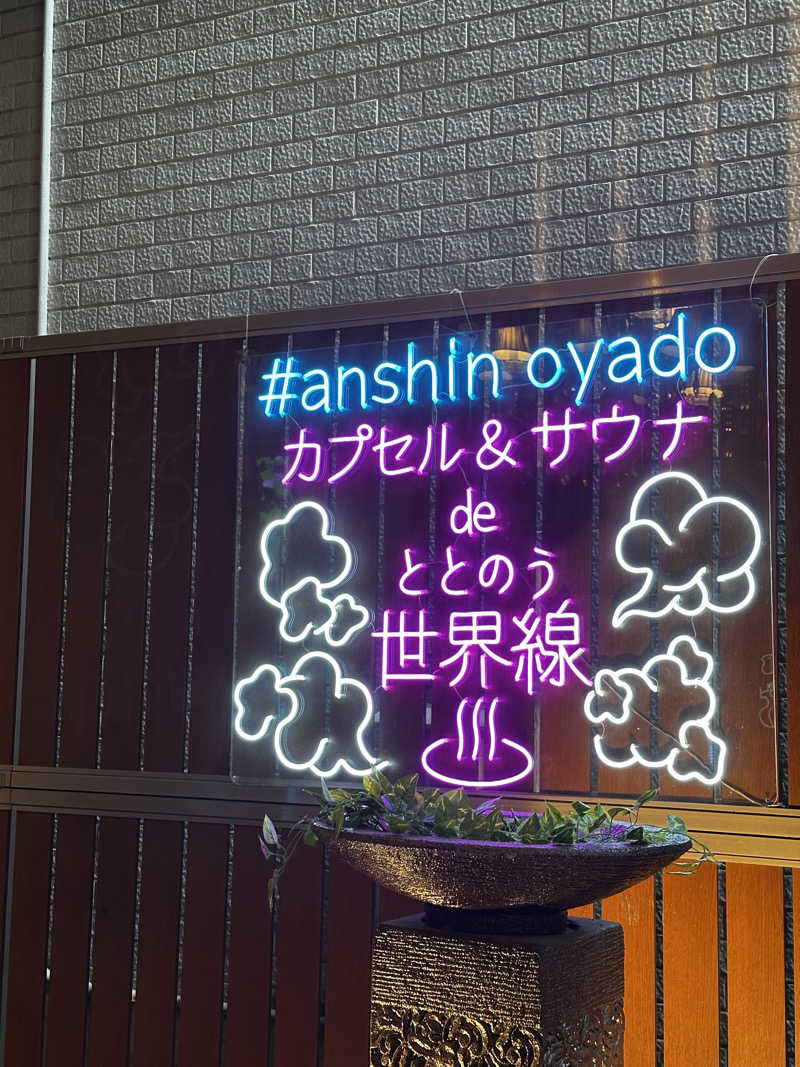 #anshin oyado
カプセル&サウナ
de
ととのう
世界線